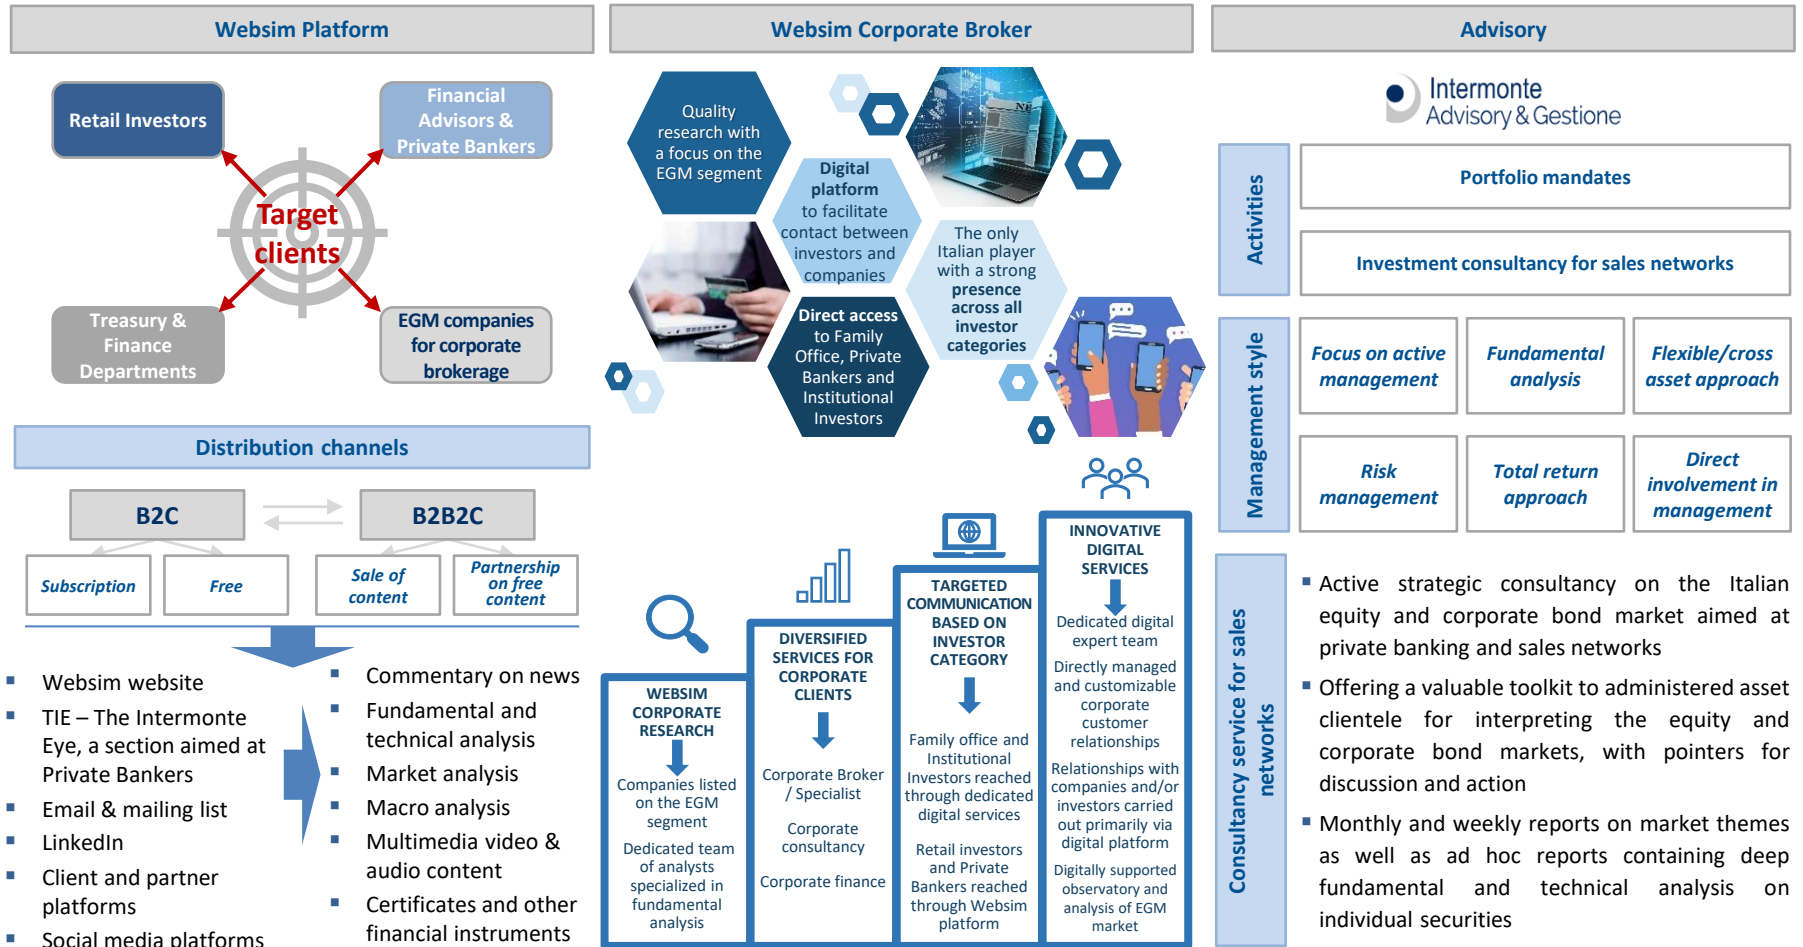 Websim Platform
Retail Investors
Financial
Advisors &
Private Bankers
Target
clients
Treasury &
Finance
Departments
EGM companies
for corporate
brokerage
Distribution channels
B2C
B2B2C
Subscription
Free
Sale of
content
Partnership
on free
content
▪ Websim website
▪ TIE – The Intermonte
Eye, a section aimed at
Private Bankers
▪ Email & mailing list
▪ LinkedIn
▪ Client and partner
platforms
▪ Social media platforms
▪ Commentary on news
▪ Fundamental and
technical analysis
▪ Market analysis
▪ Macro analysis
▪ Multimedia video &
audio content
▪ Certificates and other
financial instruments
Websim Corporate Broker
Quality
research with
a focus on the
EGM segment
Digital
platform
to facilitate
contact between
investors and
companies
The only
Italian player
with a strong
presence
across all
investor
categories
Direct access
to Family
Office, Private
Bankers and
Institutional
Investors
WEBSIM
CORPORATE
RESEARCH
Companies listed
on the EGM
segment
Dedicated team
of analysts
specialized in
fundamental
analysis
DIVERSIFIED
SERVICES FOR
CORPORATE
CLIENTS
Corporate Broker
/ Specialist
Corporate
consultancy
Corporate finance
TARGETED
COMMUNICATION
BASED ON
INVESTOR
CATEGORY
Family office and
Institutional
Investors reached
through dedicated
digital services
Retail investors
and Private
Bankers reached
through Websim
platform
INNOVATIVE
DIGITAL
SERVICES
Dedicated digital
expert team
Directly managed
and customizable
corporate
customer
relationships
Relationships with
companies and/or
investors carried
out primarily via
digital platform
Digitally supported
observatory and
analysis of EGM
market
Advisory
Intermonte
Advisory & Gestione
Activities
Portfolio mandates
Investment consultancy for sales networks
Management style
Focus on active
management
Fundamental
analysis
Flexible/cross
asset approach
Risk
management
Total return
approach
Direct
involvement in
management
Consultancy service for sales
networks
▪ Active strategic consultancy on the Italian
equity and corporate bond market aimed at
private banking and sales networks
▪ Offering a valuable toolkit to administered asset
clientele for interpreting the equity and
corporate bond markets, with pointers for
discussion and action
▪ Monthly and weekly reports on market themes
as well as ad hoc reports containing deep
fundamental and technical analysis on
individual securities